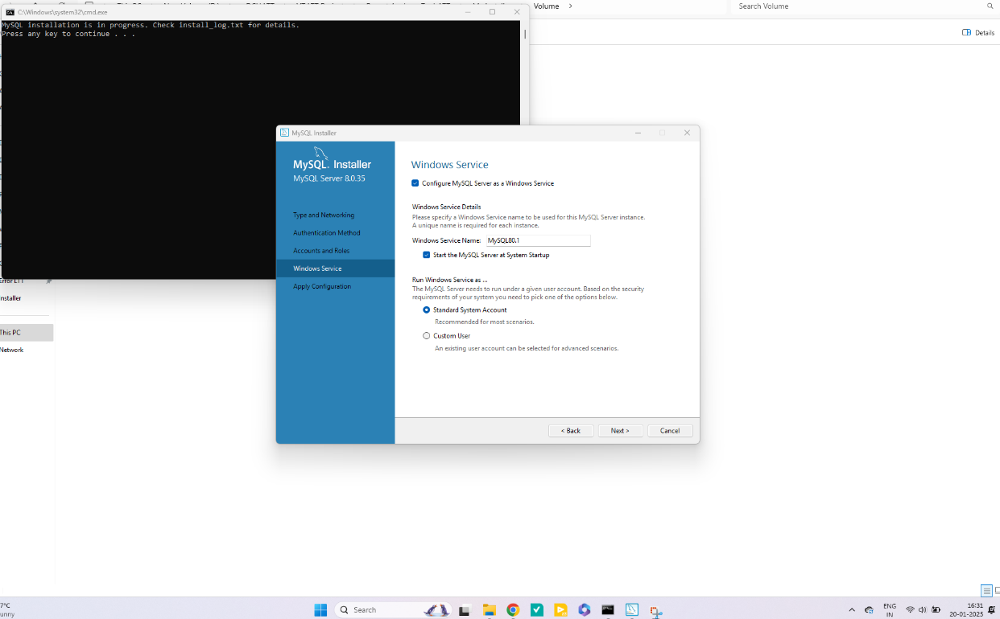 C:\Windows\system32\cmd.exe
Volume
Search Volume
MySQL installation is in progress. Check install_log.txt for details.
Press any key to continue . . .
Details
MySQL Installer
MySQL. Installer
MySQL Server 8.0.35
Type and Networking
Authentication Method
Accounts and Roles
Windows Service
Apply Configuration
Windows Service
Configure MySQL Server as a Windows Service
Windows Service Details
Please specify a Windows Service name to be used for this MySQL Server instance.
A unique name is required for each instance.
Windows Service Name: MySQL80.1
Start the MySQL Server at System Startup
Run Windows Service as ...
The MySQL Server needs to run under a given user account. Based on the security
requirements of your system you need to pick one of the options below.
Standard System Account
Recommended for most scenarios.
Custom User
An existing user account can be selected for advanced scenarios.
< Back
Next >
Cancel
Error LTT
nstaller
This PC
Network
7°C
unny
Search
ENG
IN
16:31
20-01-2025